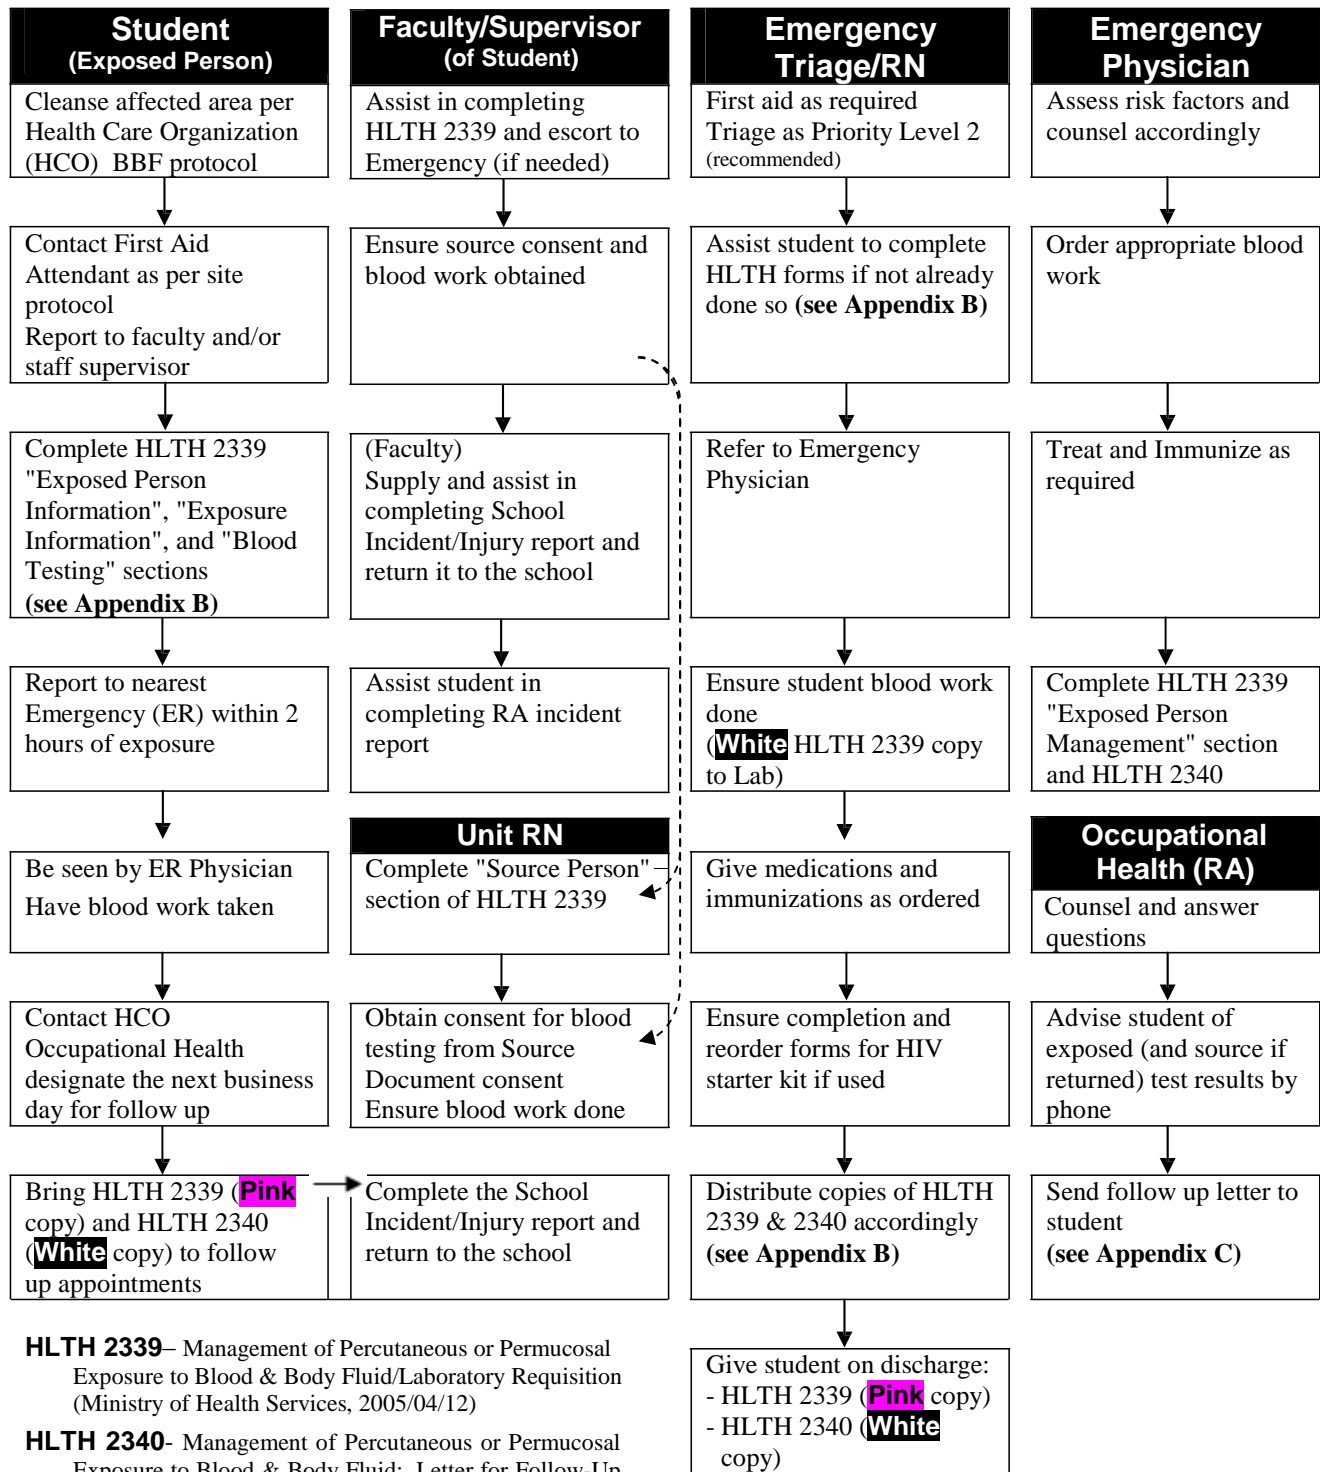 Student
(Exposed Person)
Cleanse affected area per
Health Care Organization
(HCO)  BBF protocol
Contact First Aid
Attendant as per site
protocol
Report to faculty and/or
staff supervisor
Complete HLTH 2339
"Exposed Person
Information", "Exposure
Information", and "Blood
Testing" sections
(see Appendix B)
Report to nearest
Emergency (ER) within 2
hours of exposure
Be seen by ER Physician
Have blood work taken
Contact HCO
Occupational Health
designate the next business
day for follow up
Bring HLTH 2339 (Pink
copy) and HLTH 2340
(White copy) to follow
up appointments
Faculty/Supervisor
(of Student)
Assist in completing
HLTH 2339 and escort to
Emergency (if needed)
Ensure source consent and
blood work obtained
(Faculty)
Supply and assist in
completing School
Incident/Injury report and
return it to the school
Assist student in
completing RA incident
report
Unit RN
Complete "Source Person"
section of HLTH 2339
Obtain consent for blood
testing from Source
Document consent
Ensure blood work done
Complete the School
Incident/Injury report and
return to the school
Emergency
Triage/RN
First aid as required
Triage as Priority Level 2
(recommended)
Assist student to complete
HLTH forms if not already
done so (see Appendix B)
Refer to Emergency
Physician
Ensure student blood work
done
(White HLTH 2339 copy
to Lab)
Give medications and
immunizations as ordered
Ensure completion and
reorder forms for HIV
starter kit if used
Distribute copies of HLTH
2339 & 2340 accordingly
(see Appendix B)
Give student on discharge:
- HLTH 2339 (Pink copy)
- HLTH 2340 (White
copy)
Emergency
Physician
Assess risk factors and
counsel accordingly
Order appropriate blood
work
Treat and Immunize as
required
Complete HLTH 2339
"Exposed Person
Management" section
and HLTH 2340
Occupational
Health (RA)
Counsel and answer
questions
Advise student of
exposed (and source if
returned) test results by
phone
Send follow up letter to
student
(see Appendix C)
HLTH 2339– Management of Percutaneous or Permucosal
Exposure to Blood & Body Fluid/Laboratory Requisition
(Ministry of Health Services, 2005/04/12)
HLTH 2340- Management of Percutaneous or Permucosal
Exposure to Blood & Body Fluid: Letter for Follow-Up